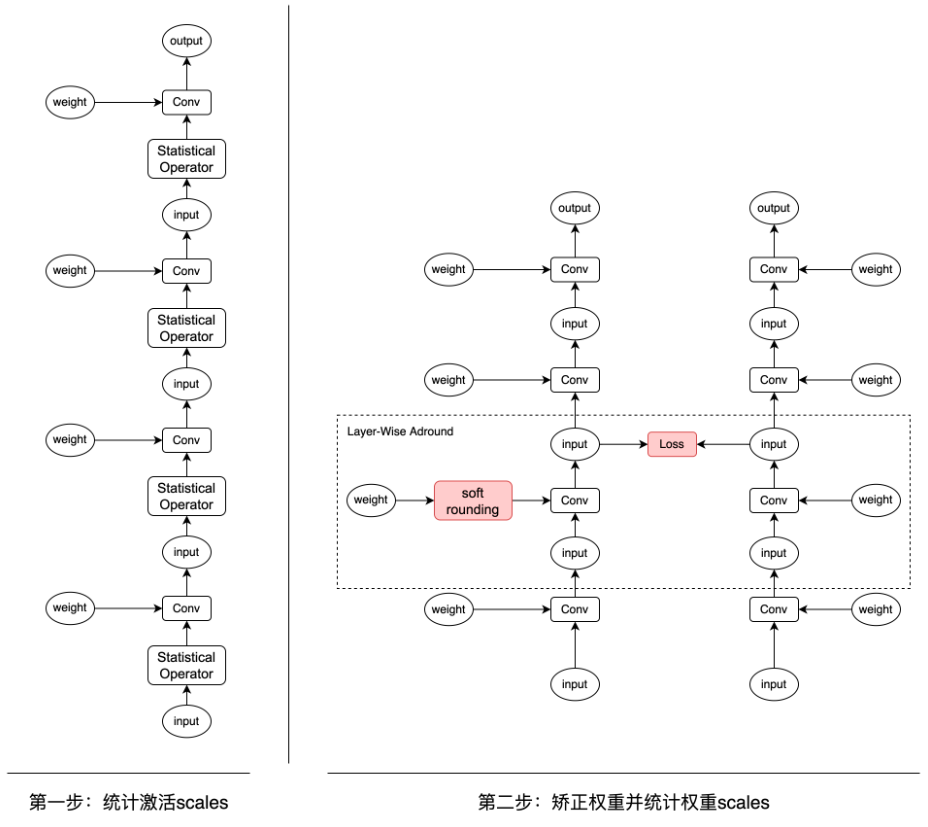 output
weight
Conv
Statistical
Operator
input
weight
Conv
Statistical
Operator
input
weight
Conv
Statistical
Operator
input
weight
Conv
Statistical
Operator
input
第一步：统计激活scales
output
output
weight
Conv
Conv
weight
input
input
weight
Conv
Conv
weight
Layer-Wise Adround
input
Loss
input
weight
soft
rounding
Conv
Conv
weight
input
input
weight
Conv
Conv
weight
input
input
第二步：矫正权重并统计权重scales